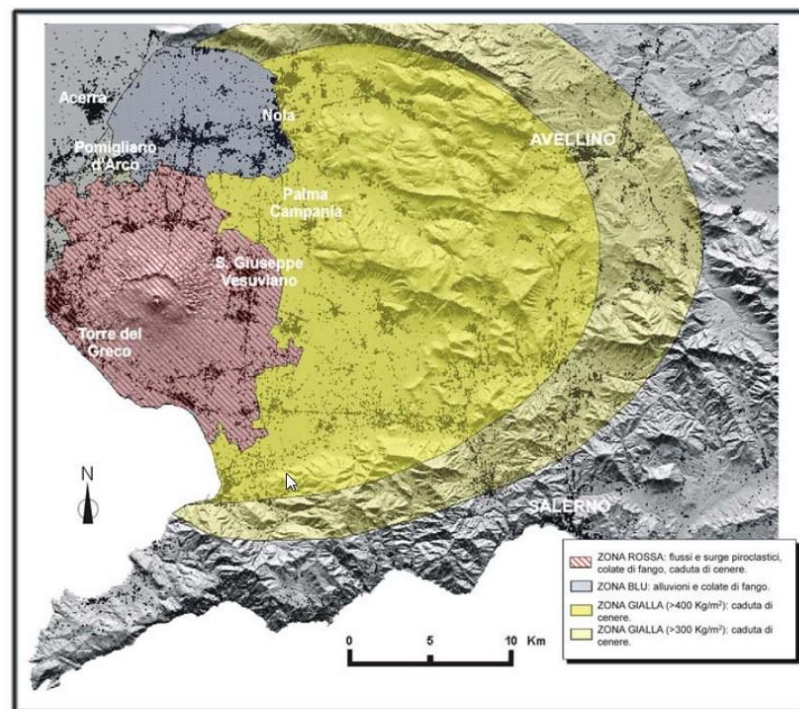 Acerra
Nola
Pomigliano
d'Arco
AVELLINO
Palma
Campania
S. Giuseppe
Vesuviano
Torre del
Greco
N
SALERNO
0 5 10 Km
ZONA ROSSA: flussi e surge piroclastici,
colate di fango, caduta di cenere.
ZONA BLU: alluvioni e colate di fango.
ZONA GIALLA (>400 Kg/m²): caduta di
cenere.
ZONA GIALLA (>300 Kg/m²): caduta di
cenere.